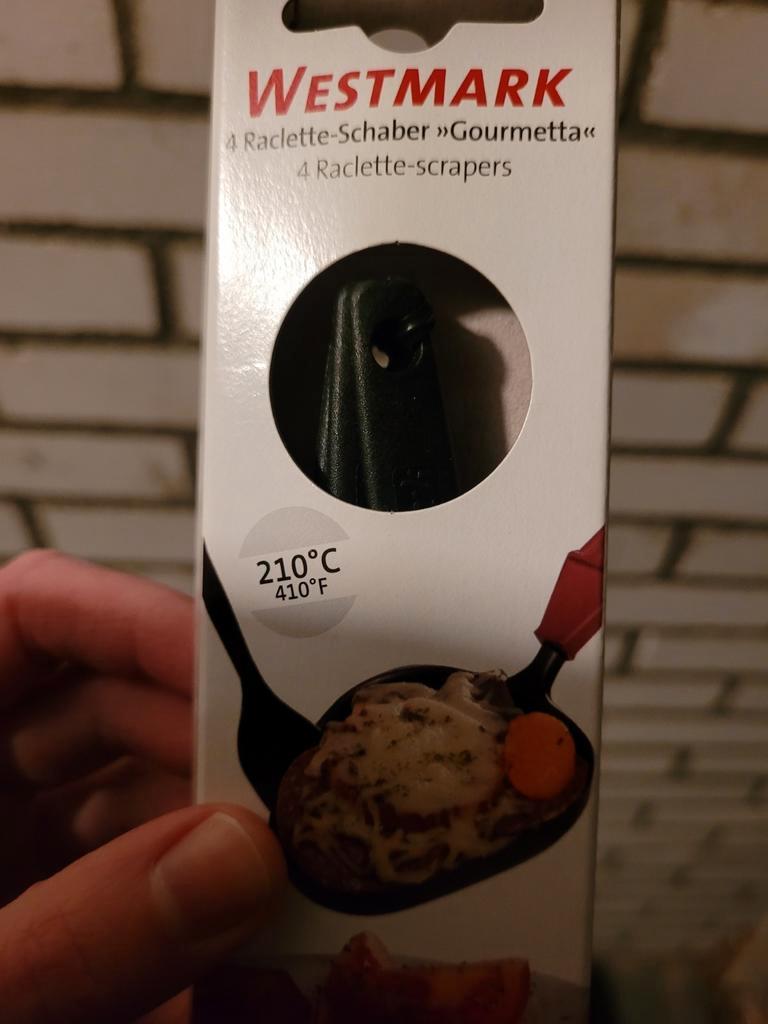 WESTMARK
4 Raclette-Schaber »Gourmetta«
4 Raclette-scrapers
210°C
410°F